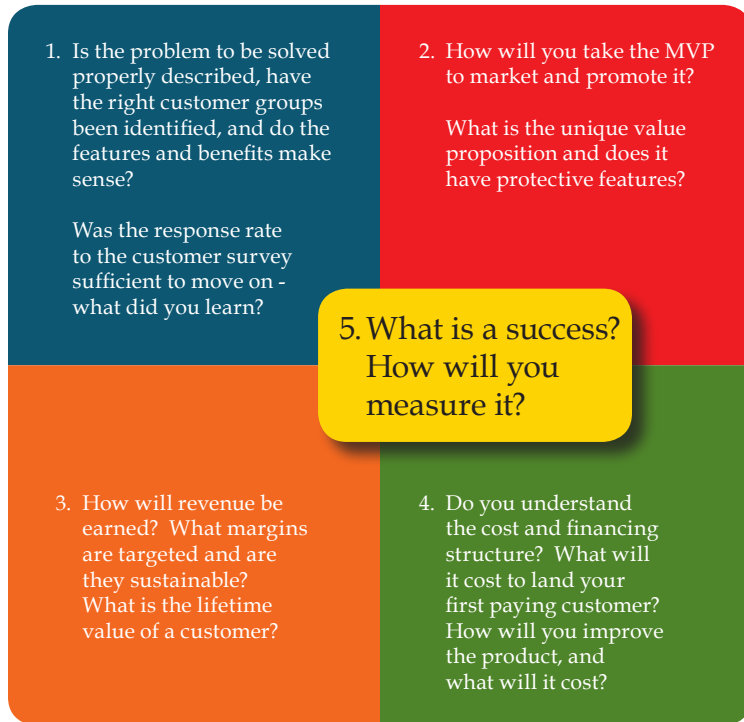 1. Is the problem to be solved
properly described, have
the right customer groups
been identified, and do the
features and benefits make
sense?
Was the response rate
to the customer survey
sufficient to move on -
what did you learn?
2. How will you take the MVP
to market and promote it?
What is the unique value
proposition and does it
have protective features?
5. What is a success?
How will you
measure it?
3. How will revenue be
earned? What margins
are targeted and are
they sustainable?
What is the lifetime
value of a customer?
4. Do you understand
the cost and financing
structure? What will
it cost to land your
first paying customer?
How will you improve
the product, and
what will it cost?